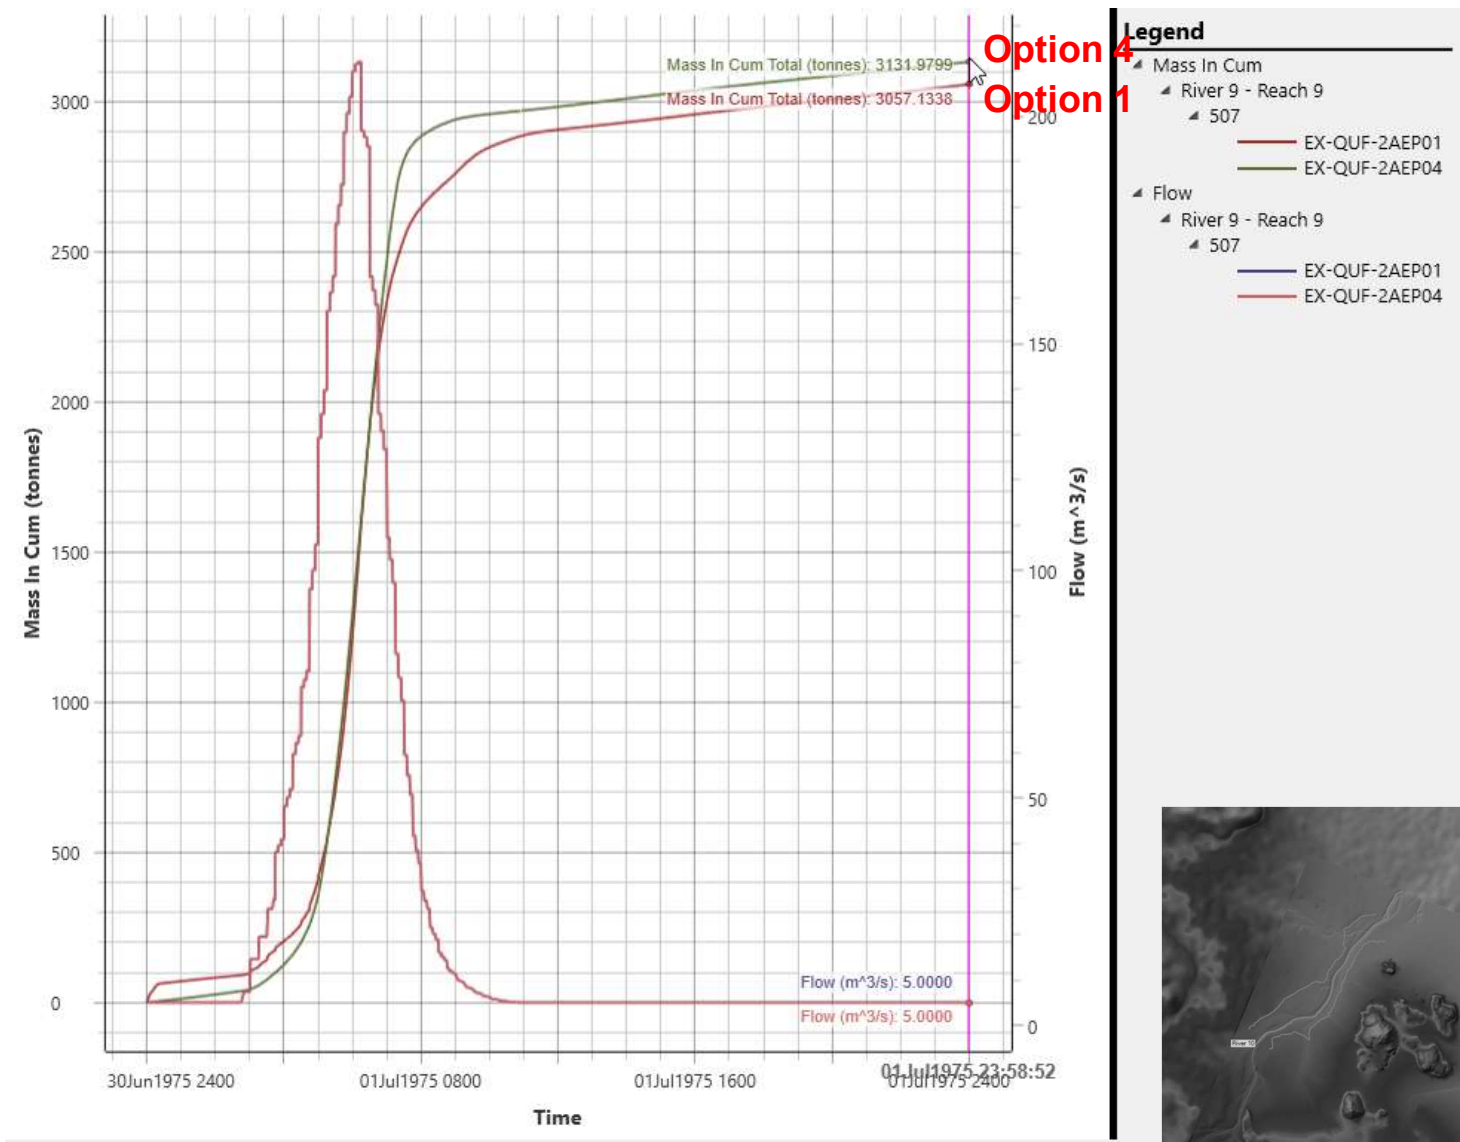 Option 4
Option 1
Mass In Cum Total (tonnes): 3131.9799
Mass In Cum Total (tonnes): 3057.1338
3000
2500
2000
1500
1000
500
0
Mass In Cum (tonnes)
200
150
100
50
0
Flow (m^3/s)
Flow (m^3/s): 5.0000
Flow (m^3/s): 5.0000
01Jul1975 23:58:52
30Jun1975 2400
01Jul1975 0800
01Jul1975 1600
01Jul1975 2400
Time
Legend
Mass In Cum
River 9 - Reach 9
507
EX-QUF-2AEP01
EX-QUF-2AEP04
Flow
River 9 - Reach 9
507
EX-QUF-2AEP01
EX-QUF-2AEP04
River 10